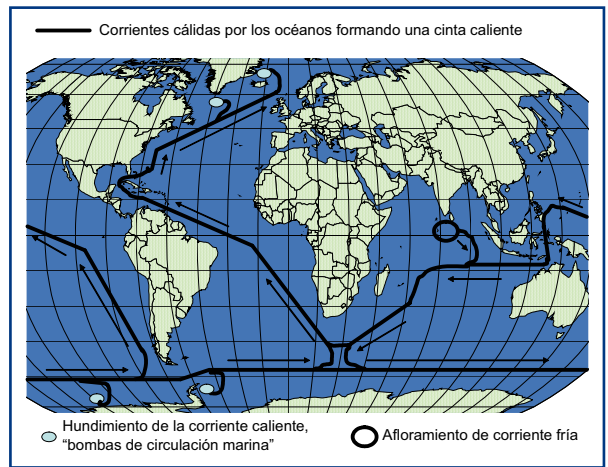 Corrientes cálidas por los océanos formando una cinta caliente
Hundimiento de la corriente caliente,
“bombas de circulación marina”
Afloramiento de corriente fría